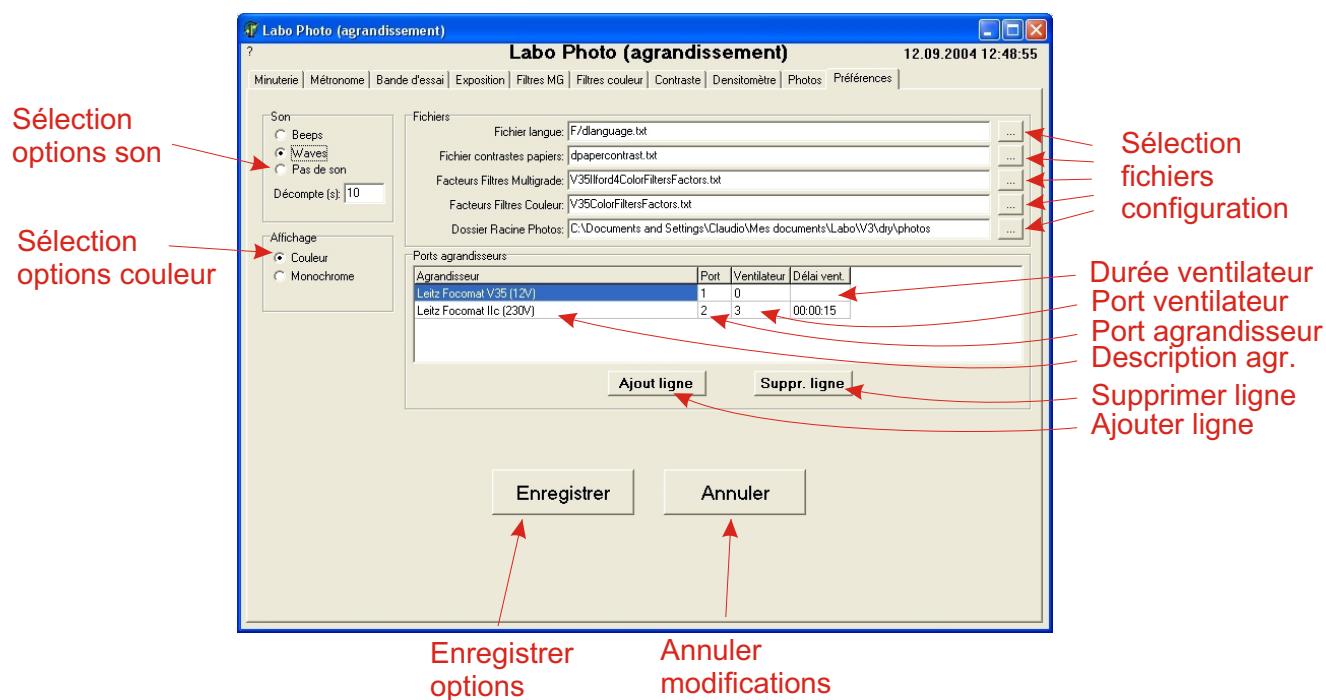 Labo Photo (agrandissement)
?
Labo Photo (agrandissement)
12.09.2004 12:48:55
Minuterie
Métronome
Bande d'essai
Exposition
Filtres MG
Filtres couleur
Contraste
Densitomètre
Photos
Préférences
Sélection
options son
Son
Beeps
Waves
Pas de son
Décompte (s): 10
Sélection
options couleur
Affichage
Couleur
Monochrome
Fichiers
Fichier langue: F/dlanguage.txt ...
Fichier contrastes papiers: dpapercontrast.txt ...
Facteurs Filtres Multigrade: V35Ilford4ColorFiltersFactors.txt ...
Facteurs Filtres Couleur: V35ColorFiltersFactors.txt ...
Dossier Racine Photos: C:\Documents and Settings\Claudio\Mes documents\Labo\V3\dry\photos ...
Sélection
fichiers
configuration
Ports agrandisseurs
Agrandisseur Port Ventilateur Délai vent.
Leitz Focomat V35 (12V) 1 0
Leitz Focomat IIc (230V) 2 3 00:00:15
Durée ventilateur
Port ventilateur
Port agrandisseur
Description agr.
Ajout ligne
Suppr. ligne
Supprimer ligne
Ajouter ligne
Enregistrer
Annuler
Enregistrer
options
Annuler
modifications